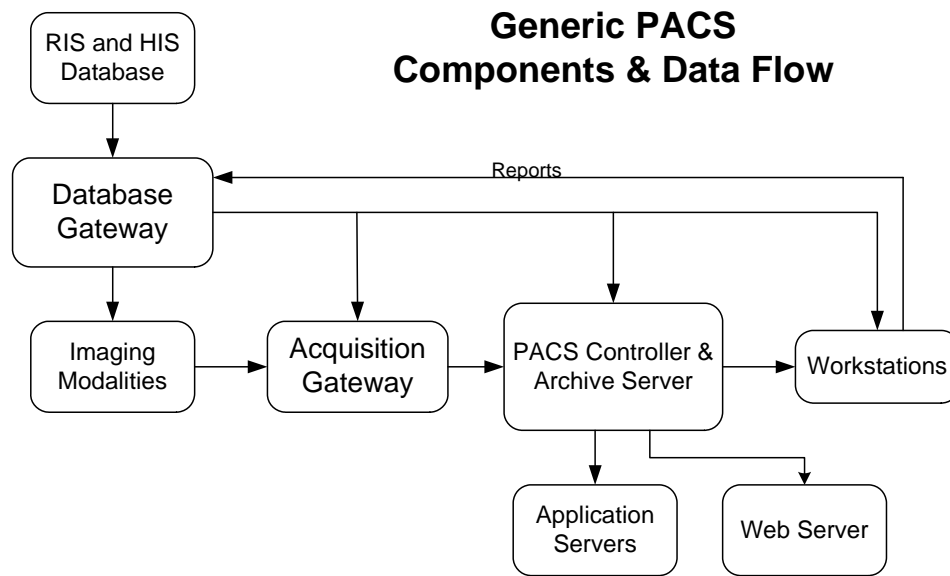 Generic PACS
Components & Data Flow
RIS and HIS
Database
Reports
Database
Gateway
Imaging
Modalities
Acquisition
Gateway
PACS Controller &
Archive Server
Workstations
Application
Servers
Web Server